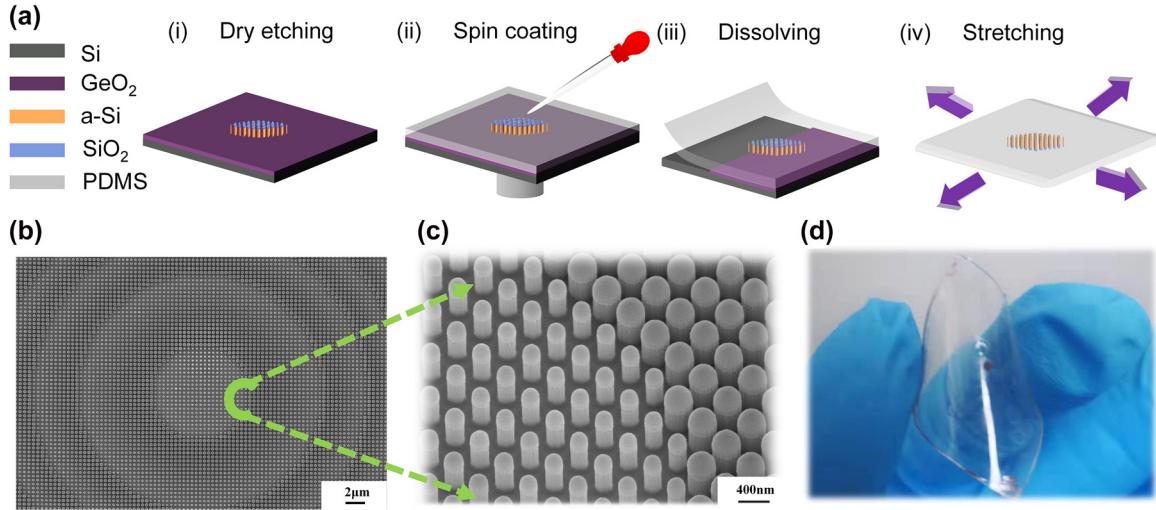 (a)
Si
GeO₂
a-Si
SiO₂
PDMS
(i) Dry etching
(ii) Spin coating
(iii) Dissolving
(iv) Stretching
(b)
2μm
(c)
400nm
(d)